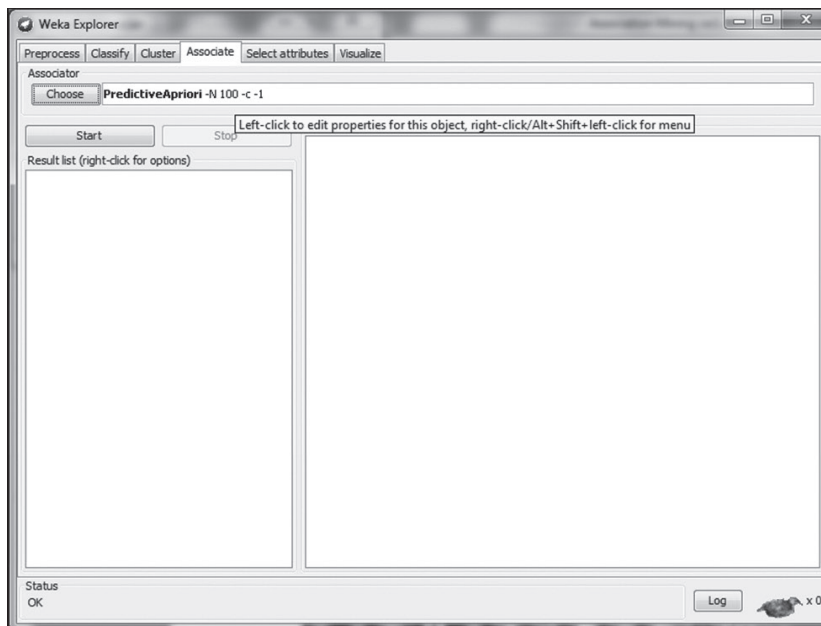 Weka Explorer
Preprocess Classify Cluster Associate Select attributes Visualize
Associator
Choose PredictiveApriori -N 100 -c -1
Start Stop
Left-click to edit properties for this object, right-click/Alt+Shift+left-click for menu
Result list (right-click for options)
Status
OK
Log x 0